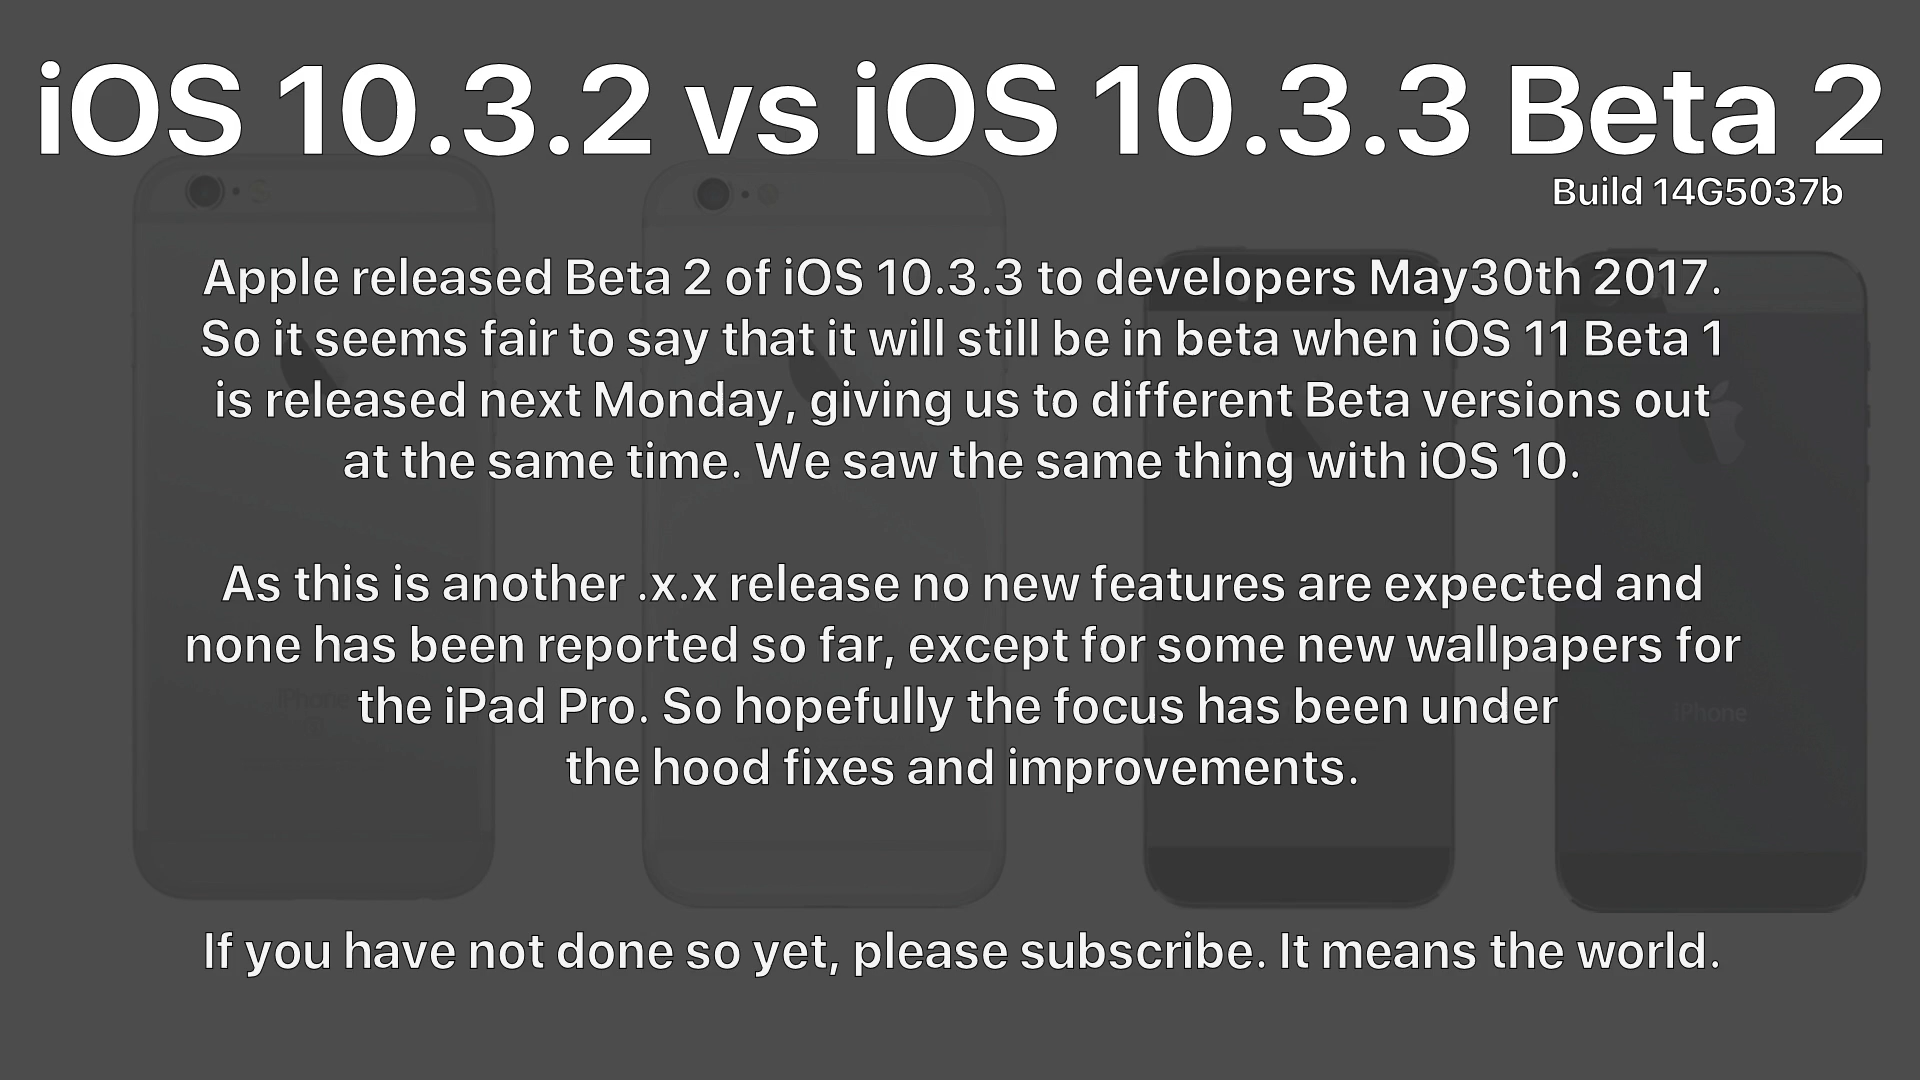 iOS 10.3.2 vs iOS 10.3.3 Beta 2
Build 14G5037b
Apple released Beta 2 of iOS 10.3.3 to developers May30th 2017.
So it seems fair to say that it will still be in beta when iOS 11 Beta 1
is released next Monday, giving us to different Beta versions out
at the same time. We saw the same thing with iOS 10.
As this is another .x.x release no new features are expected and
none has been reported so far, except for some new wallpapers for
the iPad Pro. So hopefully the focus has been under
the hood fixes and improvements.
iPhone
iPhone
If you have not done so yet, please subscribe. It means the world.